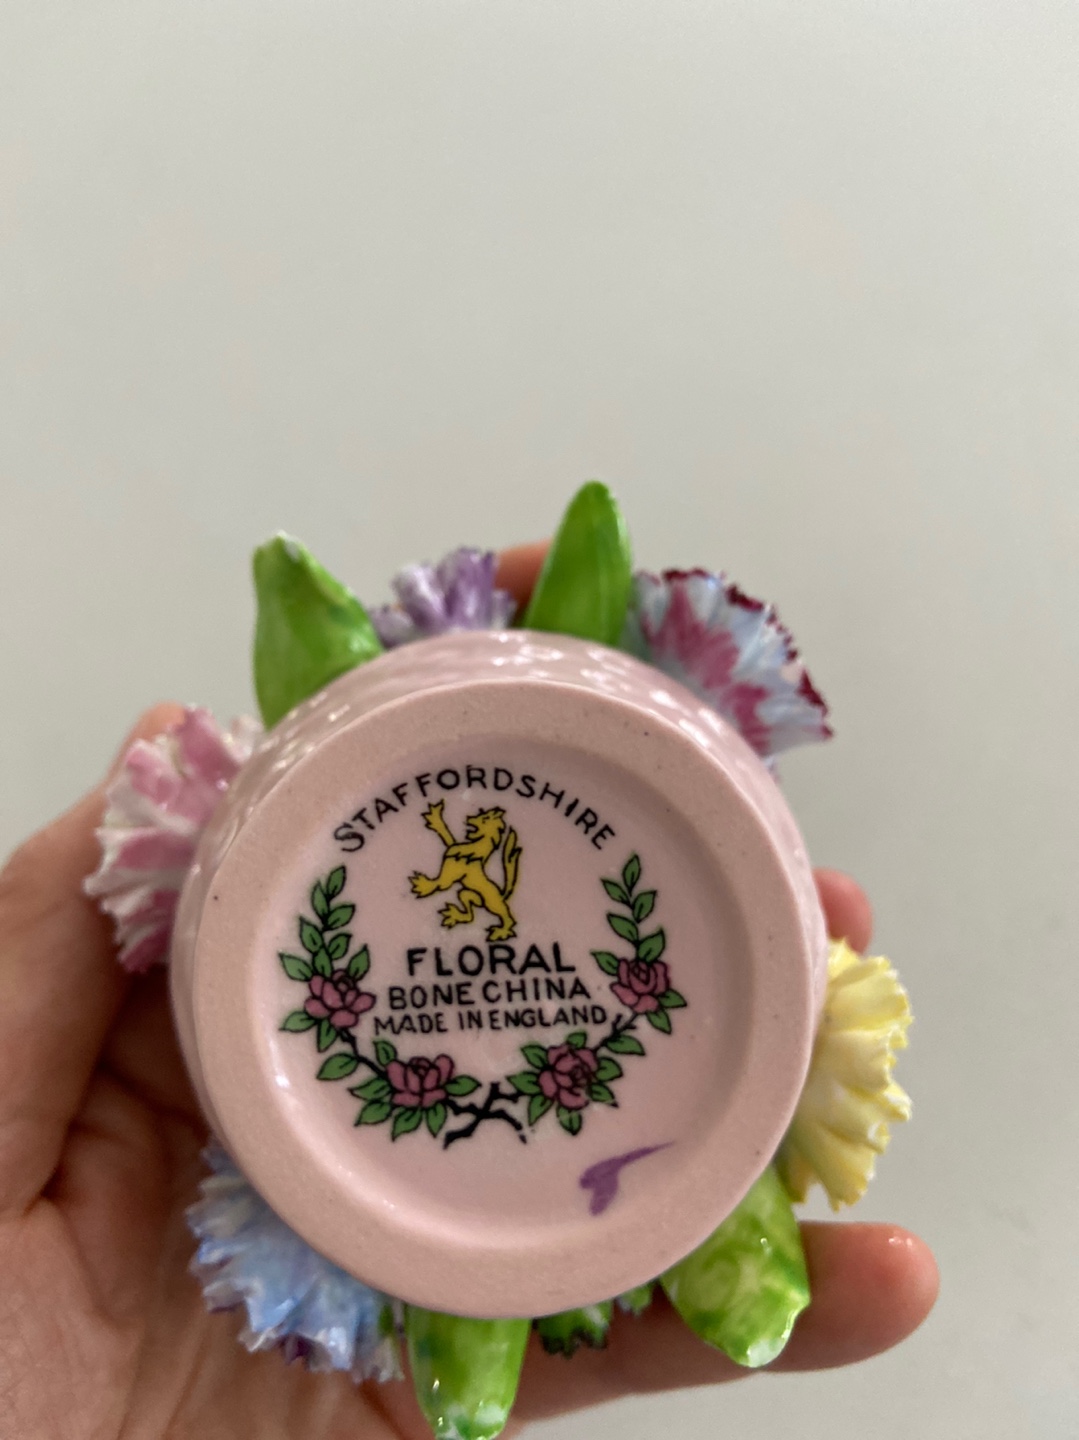 STAFFORDSHIRE
FLORAL
BONE CHINA
MADE IN ENGLAND